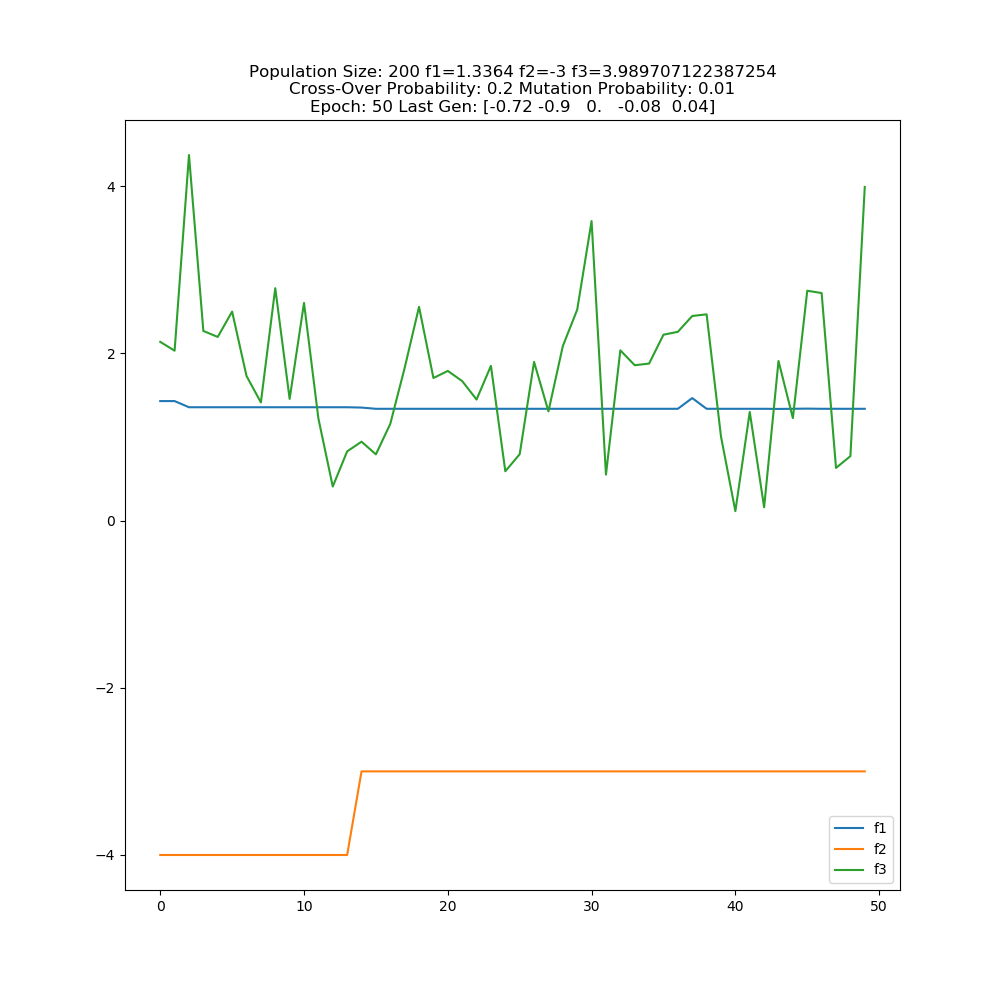 Population Size: 200 f1=1.3364 f2=-3 f3=3.989707122387254
Cross-Over Probability: 0.2 Mutation Probability: 0.01
Epoch: 50 Last Gen: [-0.72 -0.9   0.   -0.08  0.04]
4
2
0
−2
−4
0 10 20 30 40 50
f1
f2
f3